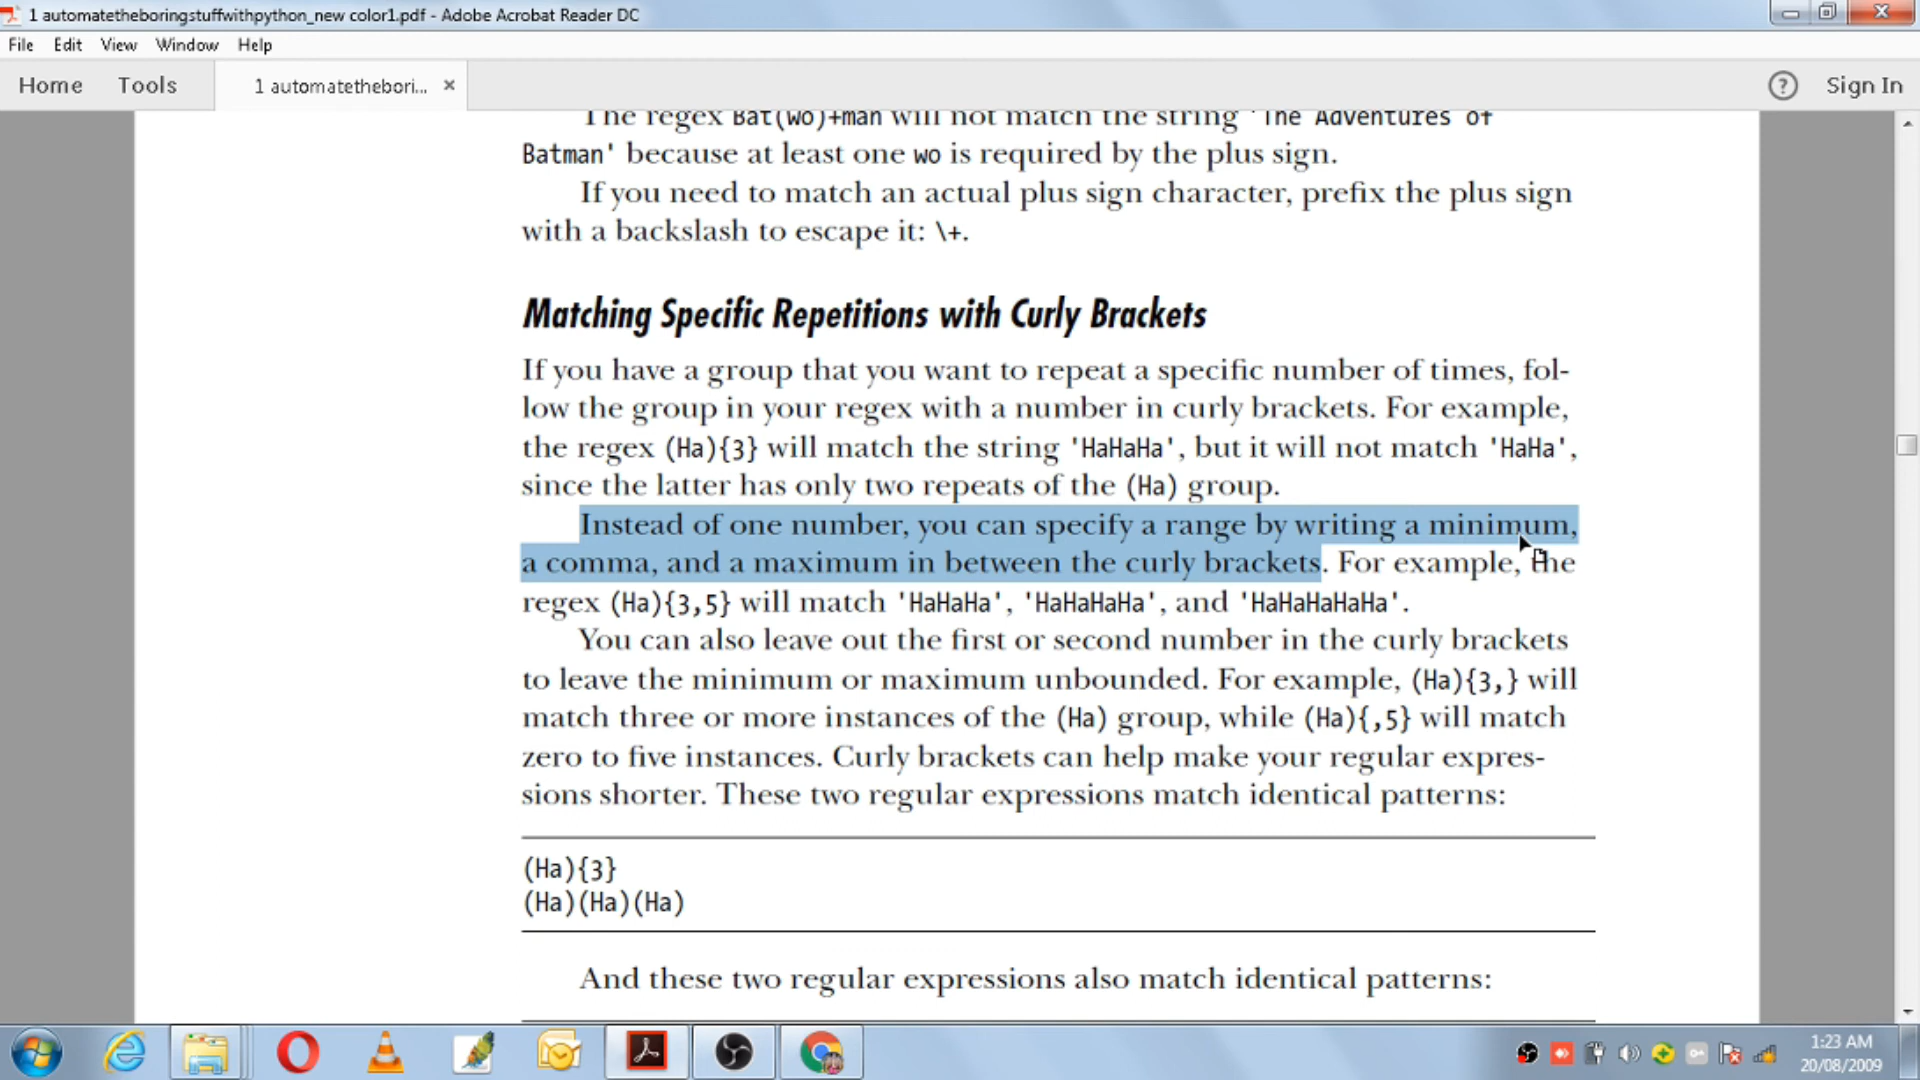 1 automatetheboringstuffwithpython_new color1.pdf - Adobe Acrobat Reader DC
File Edit View Window Help
Home Tools 1 automatethebori... × ? Sign In
The regex Bat(wo)+man will not match the string 'The Adventures of
Batman' because at least one wo is required by the plus sign.
If you need to match an actual plus sign character, prefix the plus sign
with a backslash to escape it: \+.
Matching Specific Repetitions with Curly Brackets
If you have a group that you want to repeat a specific number of times, fol-
low the group in your regex with a number in curly brackets. For example,
the regex (Ha){3} will match the string 'HaHaHa', but it will not match 'HaHa',
since the latter has only two repeats of the (Ha) group.
Instead of one number, you can specify a range by writing a minimum,
a comma, and a maximum in between the curly brackets. For example, the
regex (Ha){3,5} will match 'HaHaHa', 'HaHaHaHa', and 'HaHaHaHaHa'.
You can also leave out the first or second number in the curly brackets
to leave the minimum or maximum unbounded. For example, (Ha){3,} will
match three or more instances of the (Ha) group, while (Ha){,5} will match
zero to five instances. Curly brackets can help make your regular expres-
sions shorter. These two regular expressions match identical patterns:
(Ha){3}
(Ha)(Ha)(Ha)
And these two regular expressions also match identical patterns:
1:23 AM
20/08/2009